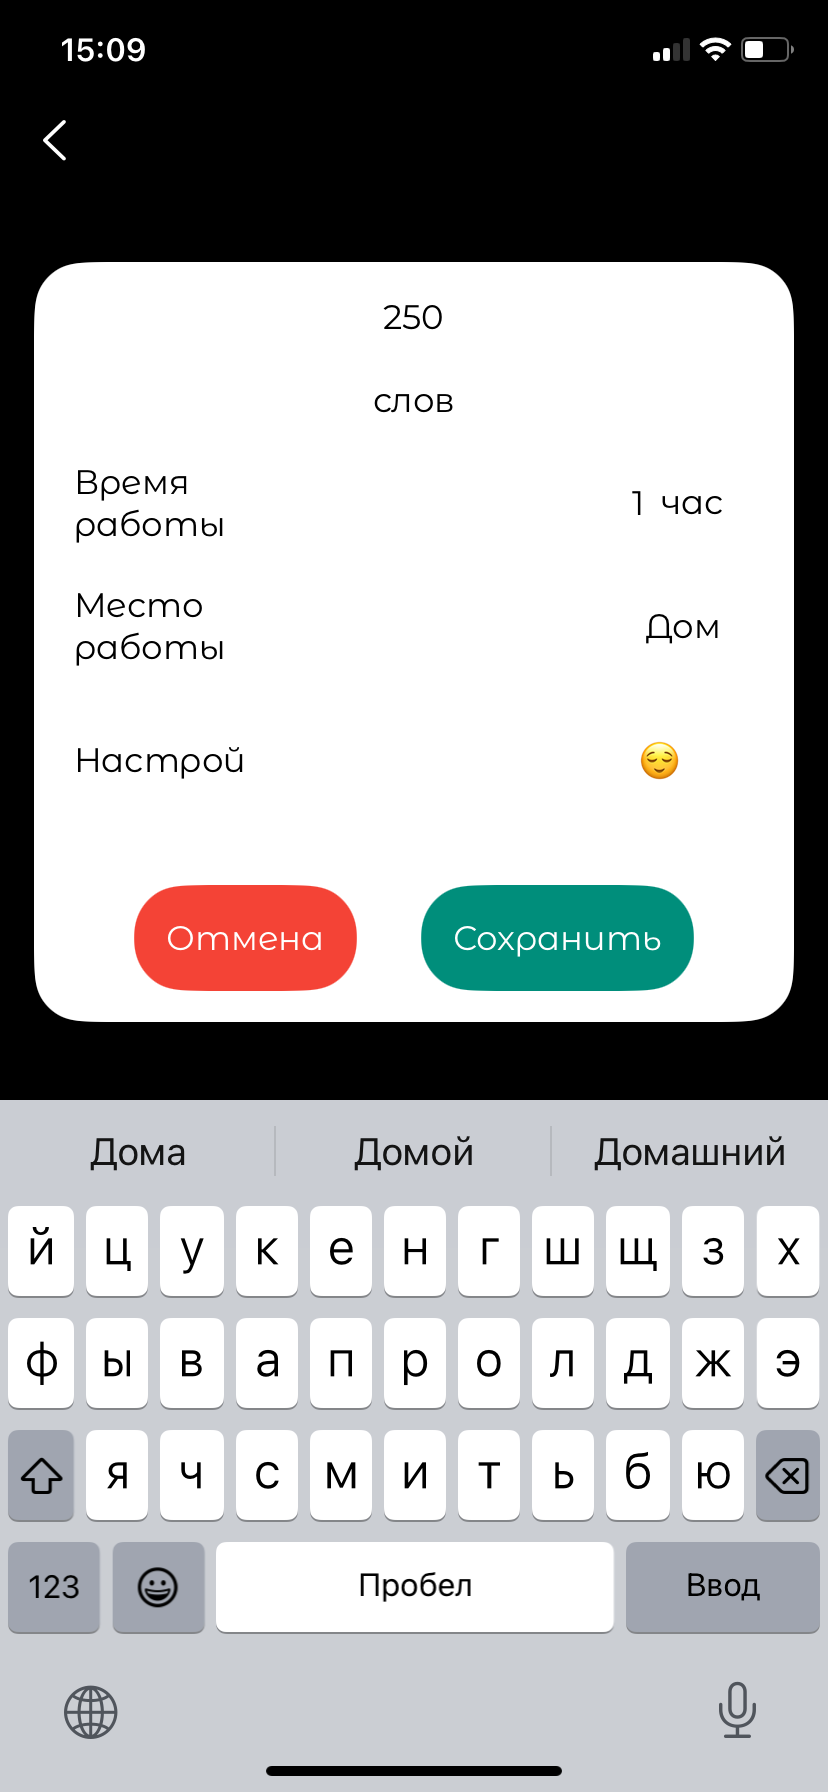 15:09
250
слов
Время
работы
1 час
Место
работы
Дом
Настрой
😌
Отмена
Сохранить
Дома
Домой
Домашний
й ц у к е н г ш щ з х
ф ы в а п р о л д ж э
я ч с м и т ь б ю
123
Пробел
Ввод